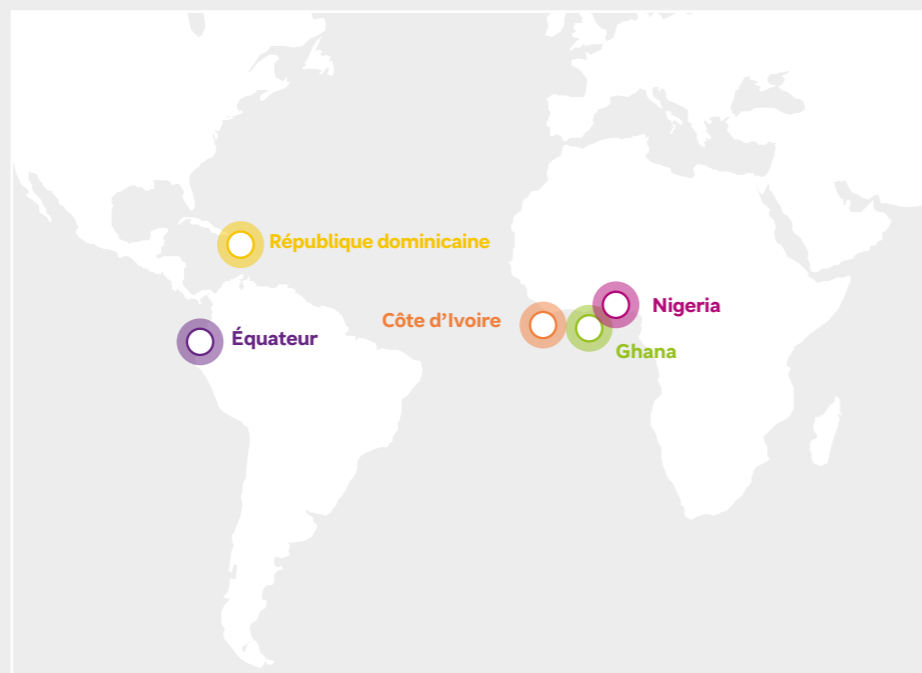 République dominicaine
Nigeria
Côte d’Ivoire
Équateur
Ghana